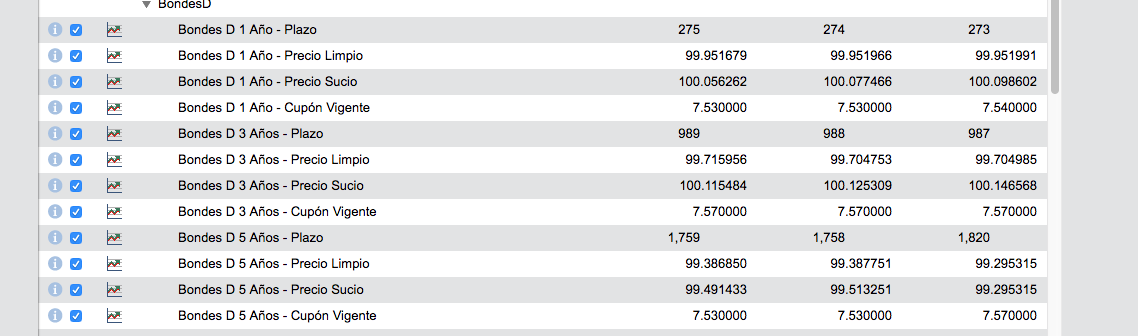 BondesD
Bondes D 1 Año - Plazo 275 274 273
Bondes D 1 Año - Precio Limpio 99.951679 99.951966 99.951991
Bondes D 1 Año - Precio Sucio 100.056262 100.077466 100.098602
Bondes D 1 Año - Cupón Vigente 7.530000 7.530000 7.540000
Bondes D 3 Años - Plazo 989 988 987
Bondes D 3 Años - Precio Limpio 99.715956 99.704753 99.704985
Bondes D 3 Años - Precio Sucio 100.115484 100.125309 100.146568
Bondes D 3 Años - Cupón Vigente 7.570000 7.570000 7.570000
Bondes D 5 Años - Plazo 1,759 1,758 1,820
Bondes D 5 Años - Precio Limpio 99.386850 99.387751 99.295315
Bondes D 5 Años - Precio Sucio 99.491433 99.513251 99.295315
Bondes D 5 Años - Cupón Vigente 7.530000 7.530000 7.570000